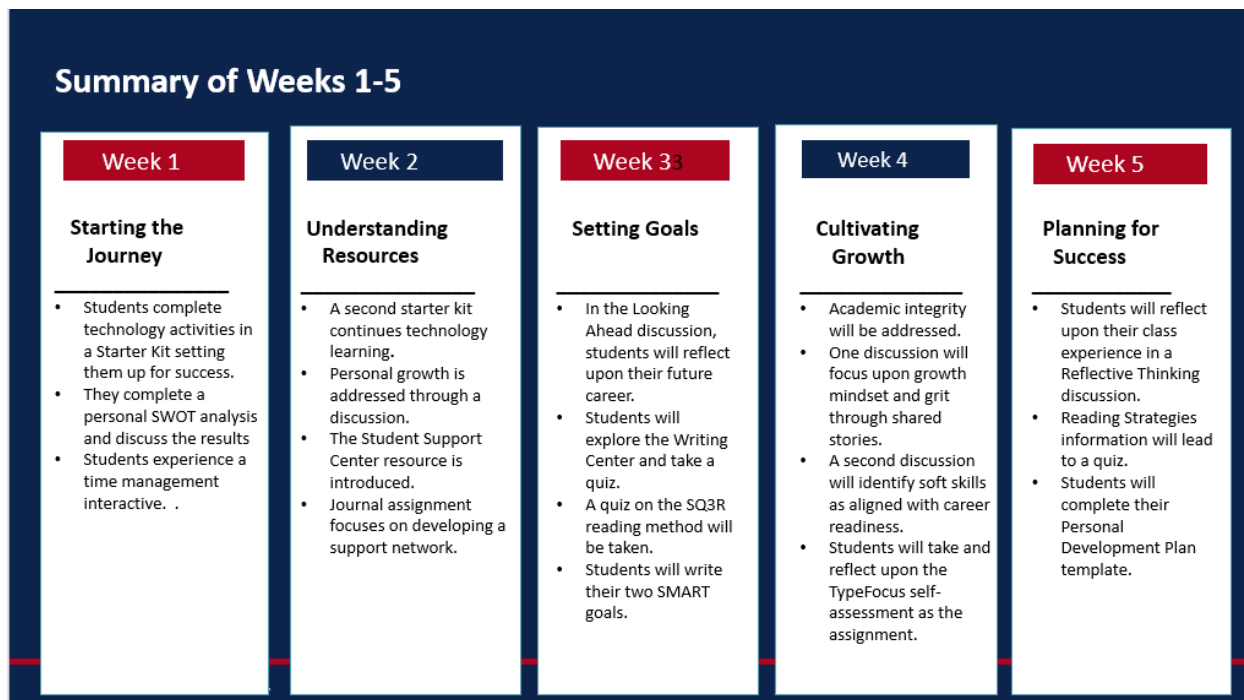 Summary of Weeks 1-5
Week 1
Starting the
Journey
• Students complete
technology activities in
a Starter Kit setting
them up for success.
• They complete a
personal SWOT analysis
and discuss the results
• Students experience a
time management
interactive. .
Week 2
Understanding
Resources
• A second starter kit
continues technology
learning.
• Personal growth is
addressed through a
discussion.
• The Student Support
Center resource is
introduced.
• Journal assignment
focuses on developing a
support network.
Week 33
Setting Goals
• In the Looking
Ahead discussion,
students will reflect
upon their future
career.
• Students will
explore the Writing
Center and take a
quiz.
• A quiz on the SQ3R
reading method will
be taken.
• Students will write
their two SMART
goals.
Week 4
Cultivating
Growth
• Academic integrity
will be addressed.
• One discussion will
focus upon growth
mindset and grit
through shared
stories.
• A second discussion
will identify soft skills
as aligned with career
readiness.
• Students will take and
reflect upon the
TypeFocus self-
assessment as the
assignment.
Week 5
Planning for
Success
• Students will reflect
upon their class
experience in a
Reflective Thinking
discussion.
• Reading Strategies
information will lead
to a quiz.
• Students will
complete their
Personal
Development Plan
template.